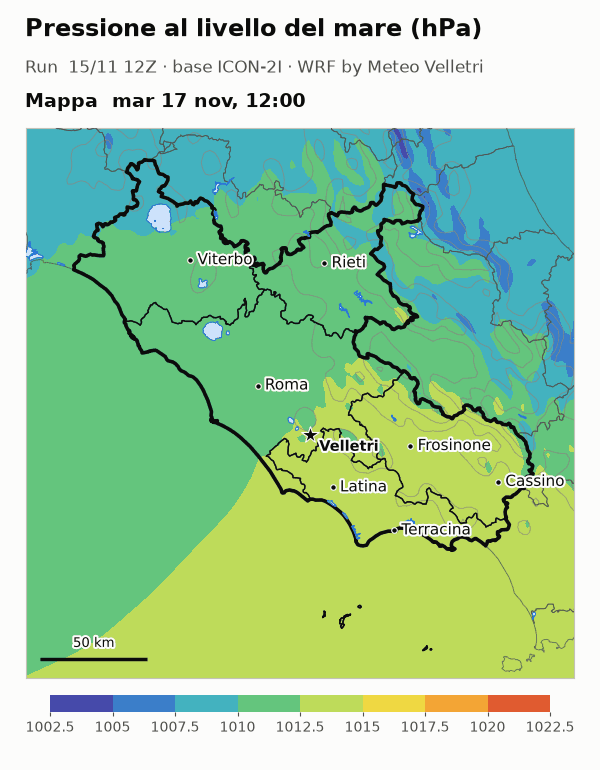 Pressione al livello del mare (hPa)
Run  15/11 12Z · base ICON-2I · WRF by Meteo Velletri
Mappa  mar 17 nov, 12:00
Viterbo
Rieti
Roma
Velletri
Frosinone
Latina
Cassino
Terracina
50 km
1002.5 1005 1007.5 1010 1012.5 1015 1017.5 1020 1022.5